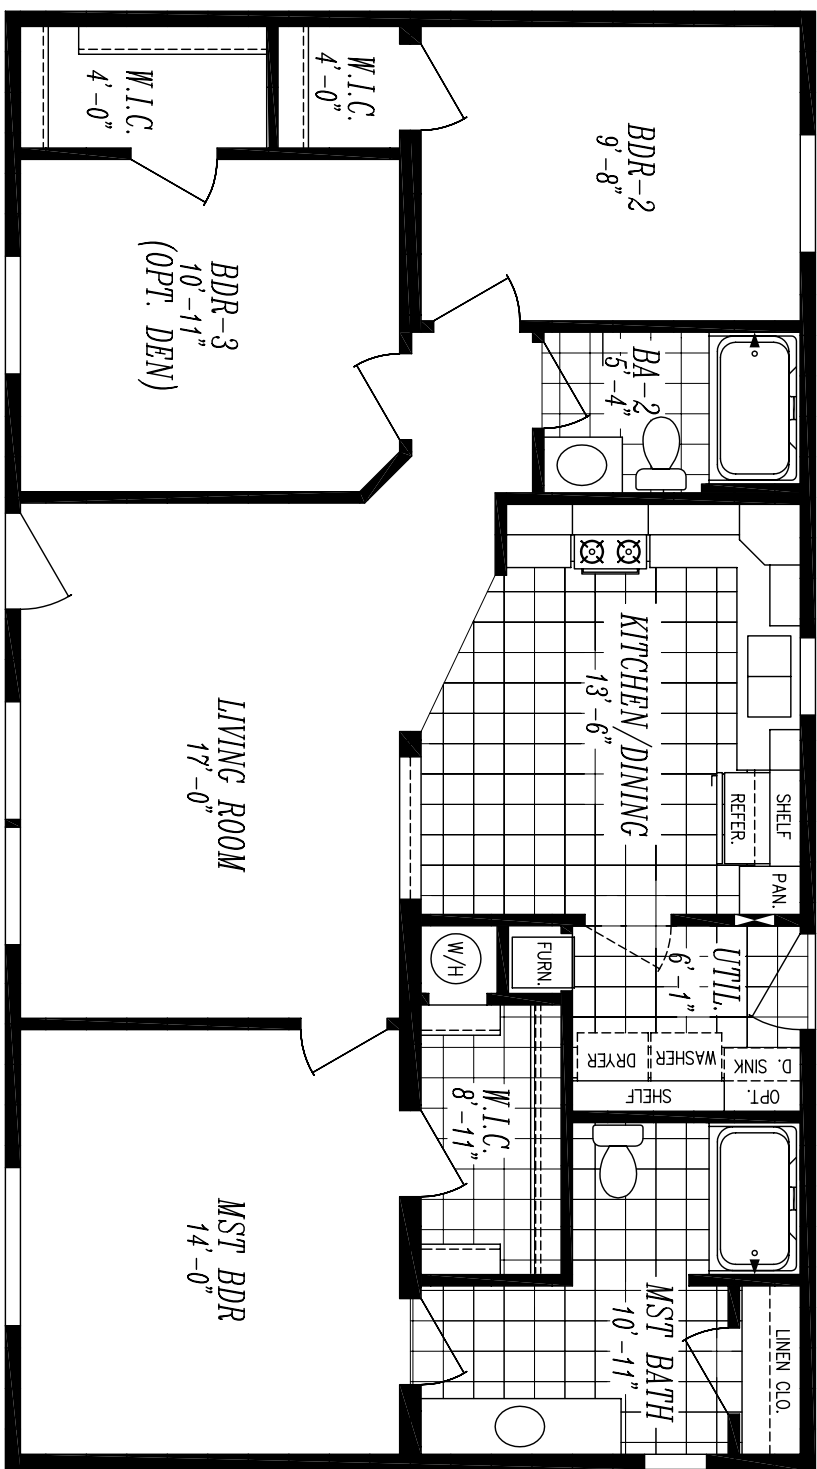 W.I.C.
4'-0"
W.I.C.
4'-0"
BDR-2
9'-8"
BDR-3
10'-11"
(OPT. DEN)
BA-2
5'-4"
KITCHEN/DINING
13'-6"
SHELF
REFER.
PAN.
LIVING ROOM
17'-0"
W/H
FURN.
UTIL.
6'-1"
DRYER
WASHER
D. SINK
OPT.
SHELF
W.I.C.
8'-11"
MST BDR
14'-0"
MST BATH
10'-11"
LINEN CLO.